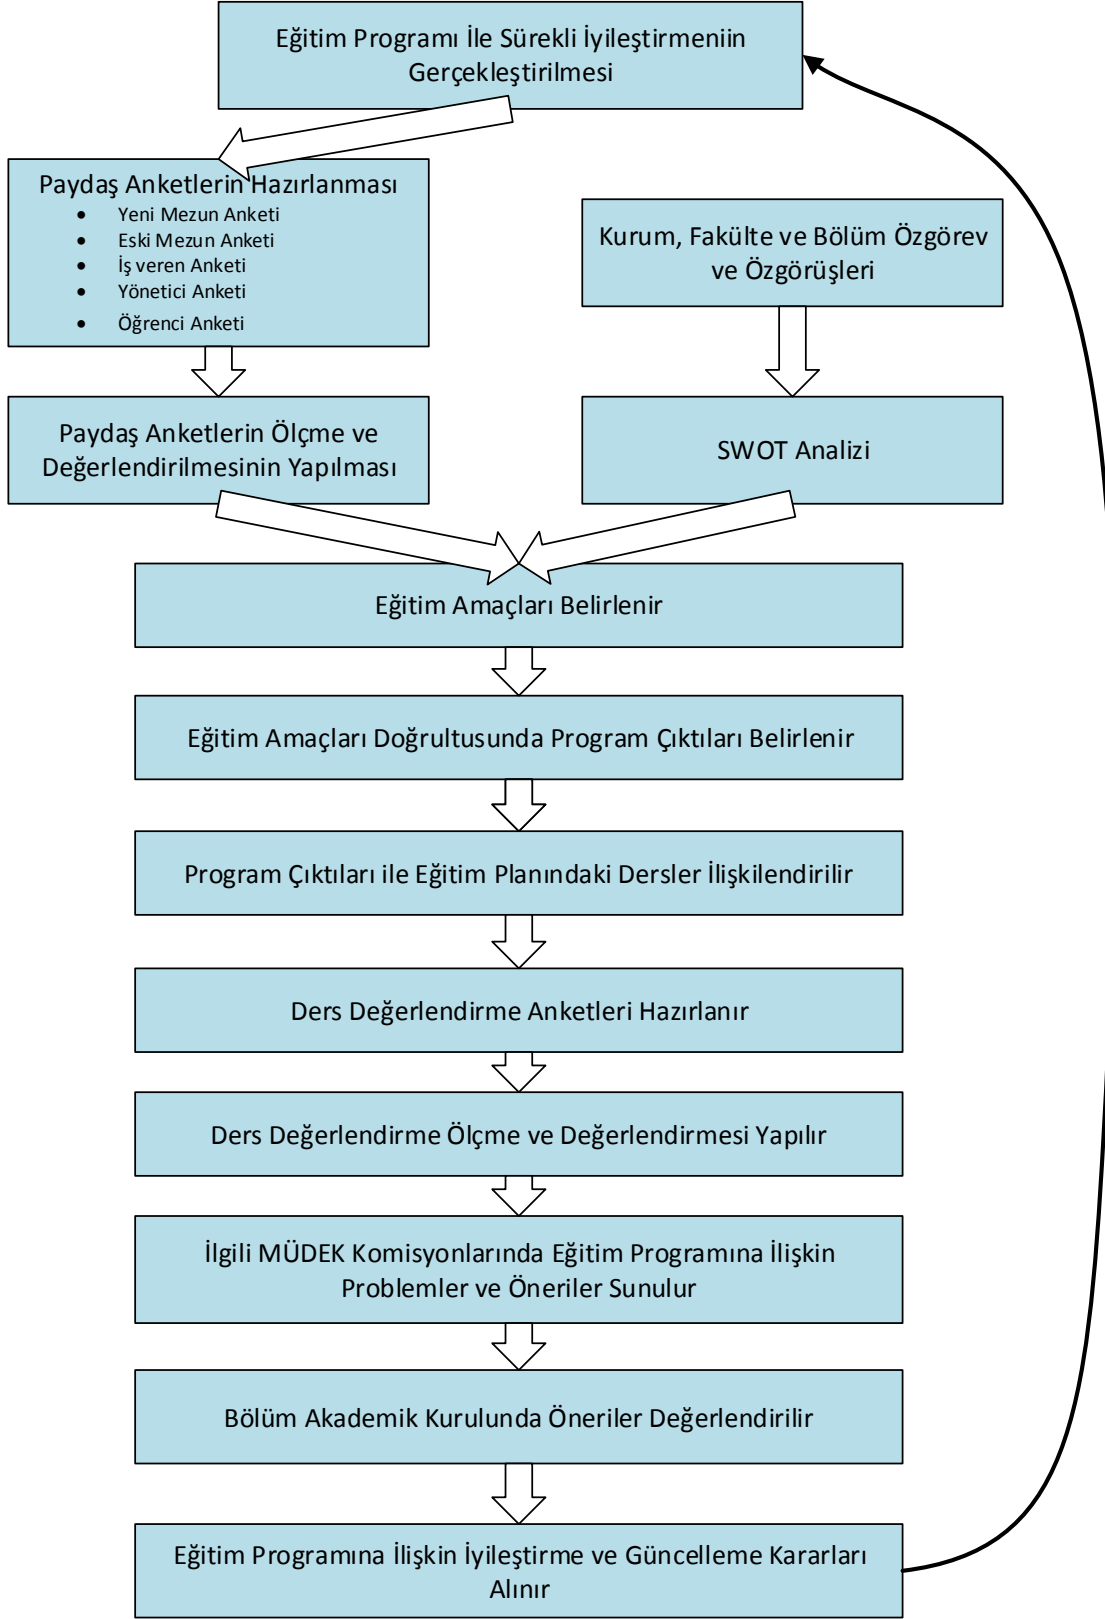 Eğitim Programı İle Sürekli İyileştirmeniin
Gerçekleştirilmesi
Paydaş Anketlerin Hazırlanması
• Yeni Mezun Anketi
• Eski Mezun Anketi
• İş veren Anketi
• Yönetici Anketi
• Öğrenci Anketi
Kurum, Fakülte ve Bölüm Özgörev
ve Özgörüşleri
Paydaş Anketlerin Ölçme ve
Değerlendirilmesinin Yapılması
SWOT Analizi
Eğitim Amaçları Belirlenir
Eğitim Amaçları Doğrultusunda Program Çıktıları Belirlenir
Program Çıktıları ile Eğitim Planındaki Dersler İlişkilendirilir
Ders Değerlendirme Anketleri Hazırlanır
Ders Değerlendirme Ölçme ve Değerlendirmesi Yapılır
İlgili MÜDEK Komisyonlarında Eğitim Programına İlişkin
Problemler ve Öneriler Sunulur
Bölüm Akademik Kurulunda Öneriler Değerlendirilir
Eğitim Programına İlişkin İyileştirme ve Güncelleme Kararları
Alınır